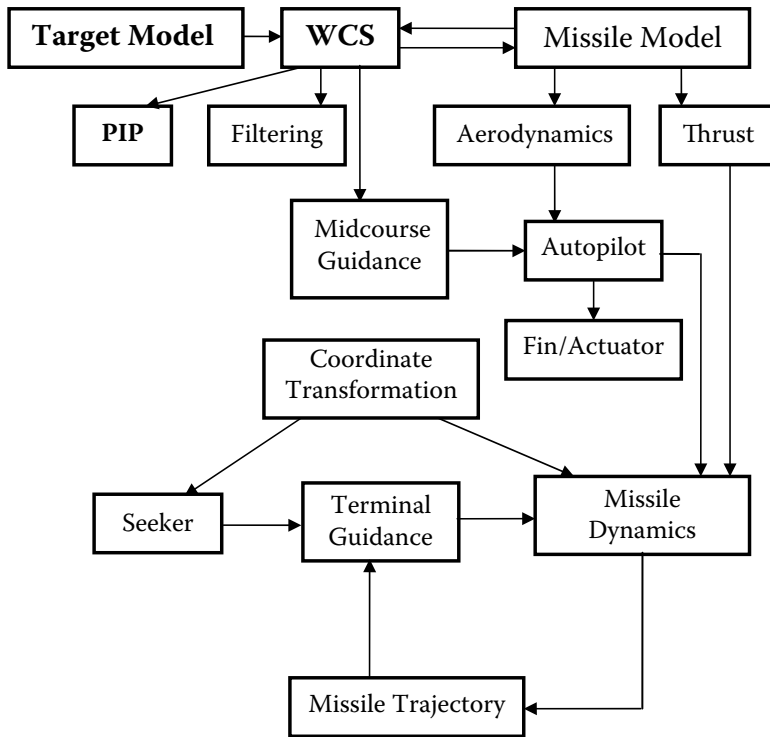 Target Model
WCS
Missile Model
PIP
Filtering
Aerodynamics
Thrust
Midcourse
Guidance
Autopilot
Fin/Actuator
Coordinate
Transformation
Seeker
Terminal
Guidance
Missile
Dynamics
Missile Trajectory